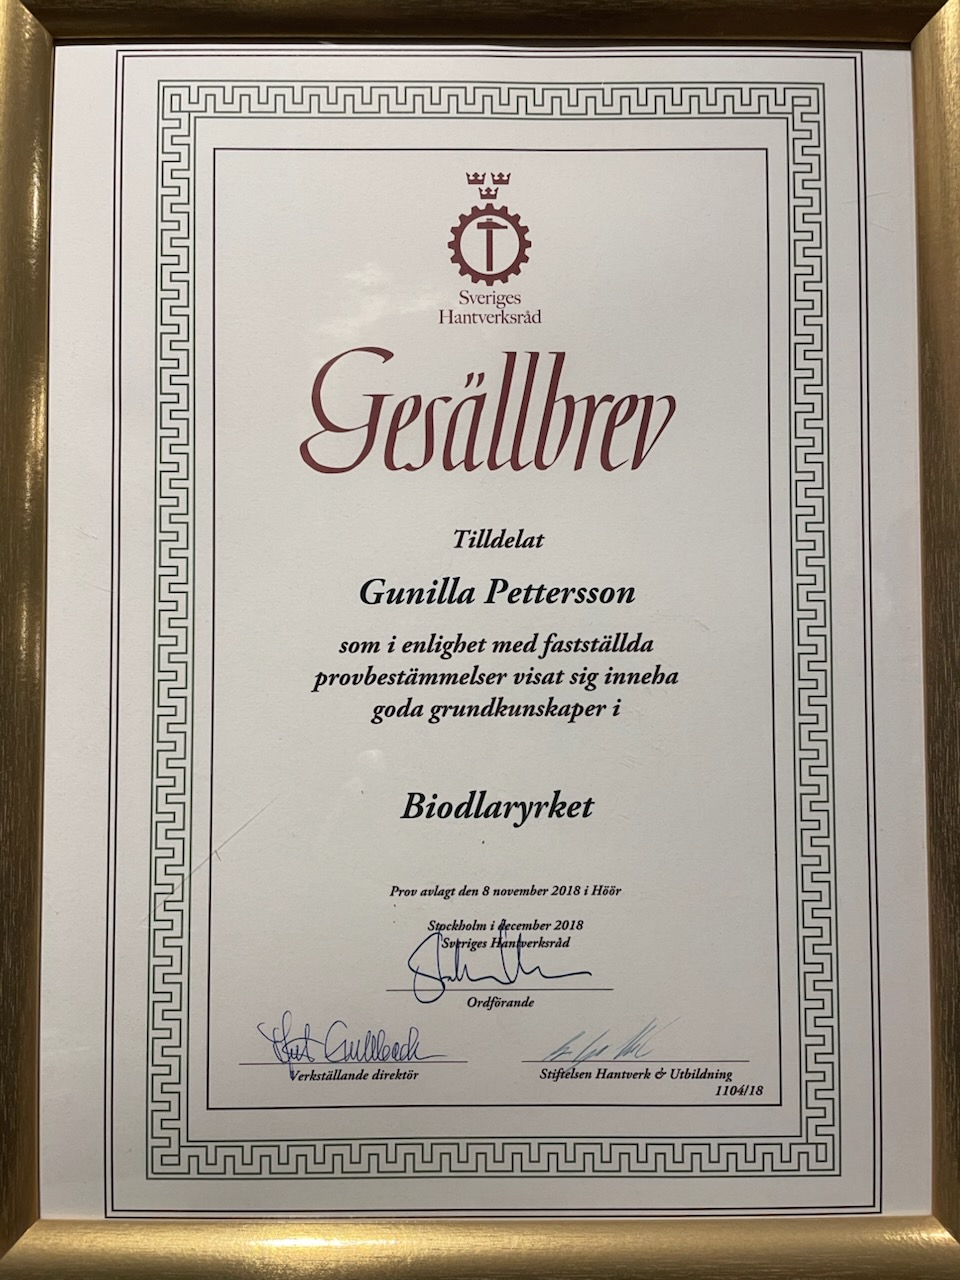 Sveriges
Hantverksråd
Gesällbrev
Tilldelat
Gunilla Pettersson
som i enlighet med fastställda
provbestämmelser visat sig inneha
goda grundkunskaper i
Biodlaryrket
Prov avlagt den 8 november 2018 i Höör
Stockholm i december 2018
Sveriges Hantverksråd
Ordförande
Verkställande direktör
Stiftelsen Hantverk & Utbildning
1104/18